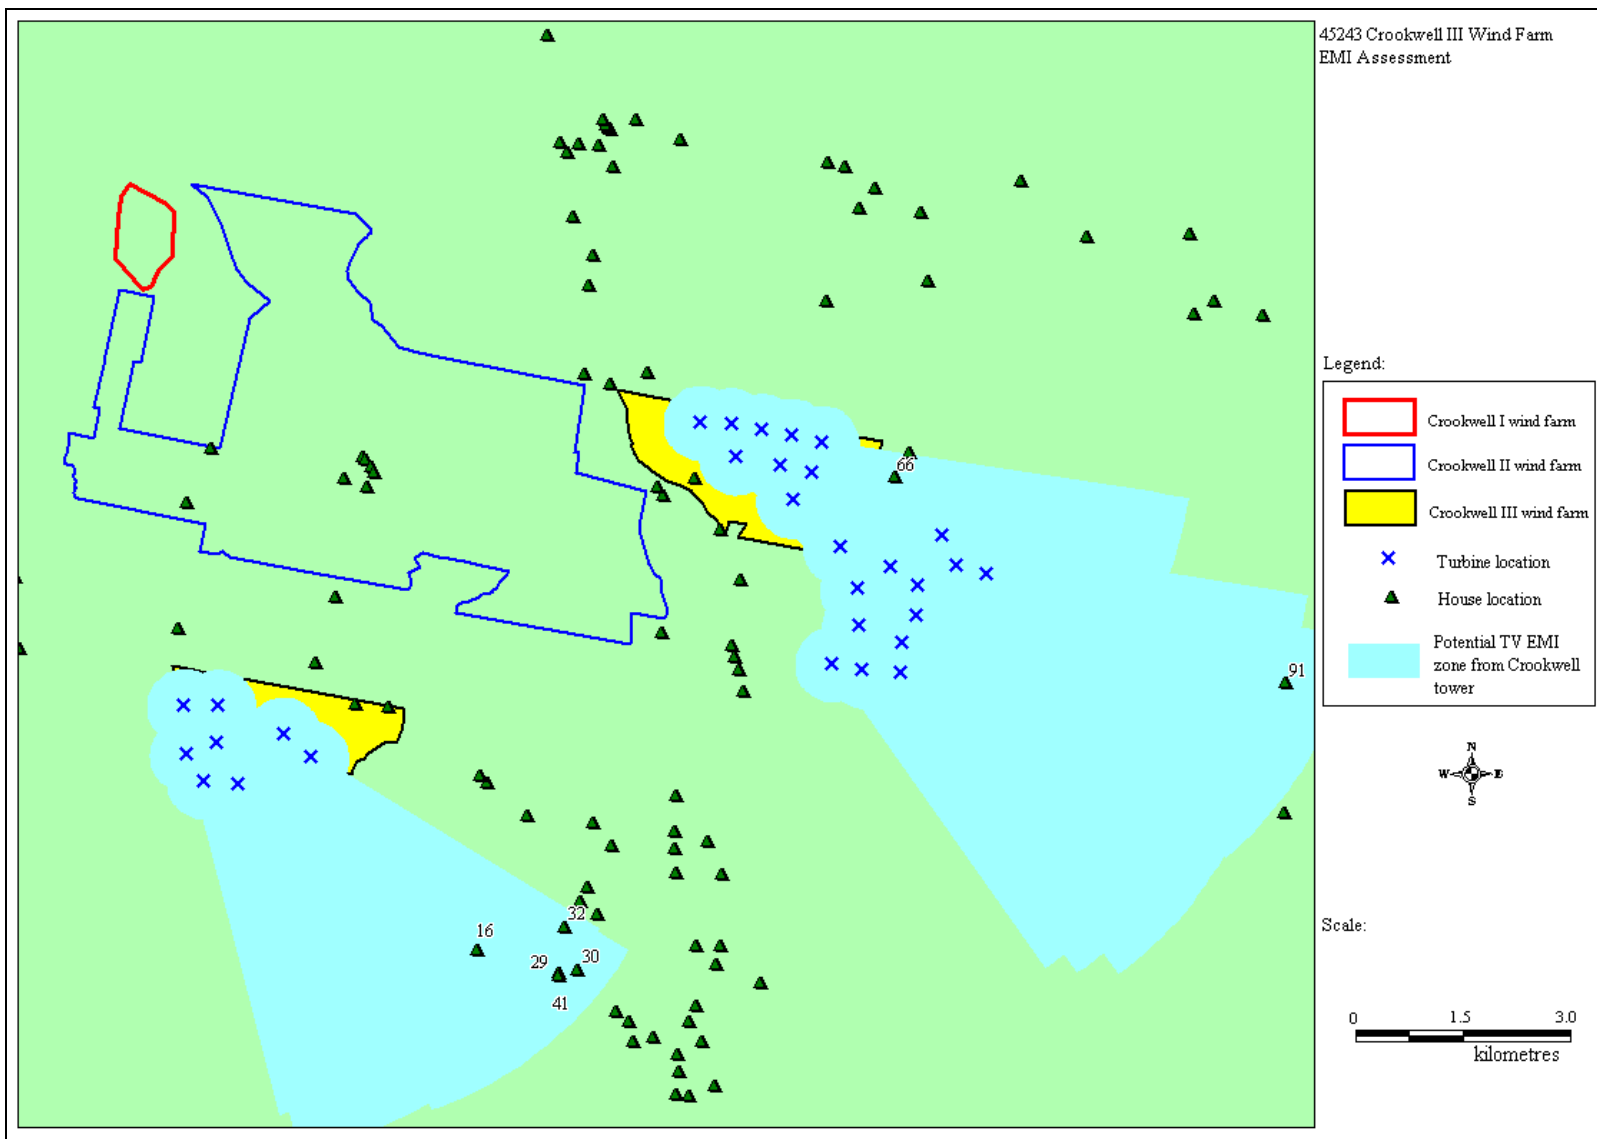 45243 Crookwell III Wind Farm
EMI Assessment
Legend:
Crookwell I wind farm
Crookwell II wind farm
Crookwell III wind farm
Turbine location
House location
Potential TV EMI
zone from Crookwell
tower
66
91
N
W E
S
32
16
29
30
41
Scale:
0 1.5 3.0
kilometres